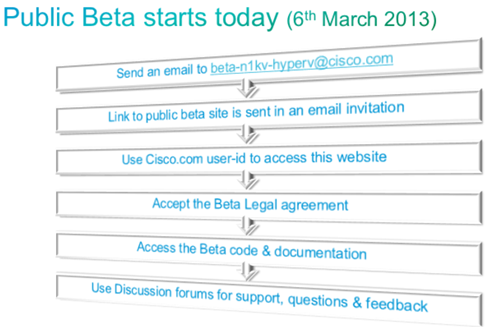 Public Beta starts today (6th March 2013)
Send an email to beta-n1kv-hyperv@cisco.com
Link to public beta site is sent in an email invitation
Use Cisco.com user-id to access this website
Accept the Beta Legal agreement
Access the Beta code & documentation
Use Discussion forums for support, questions & feedback